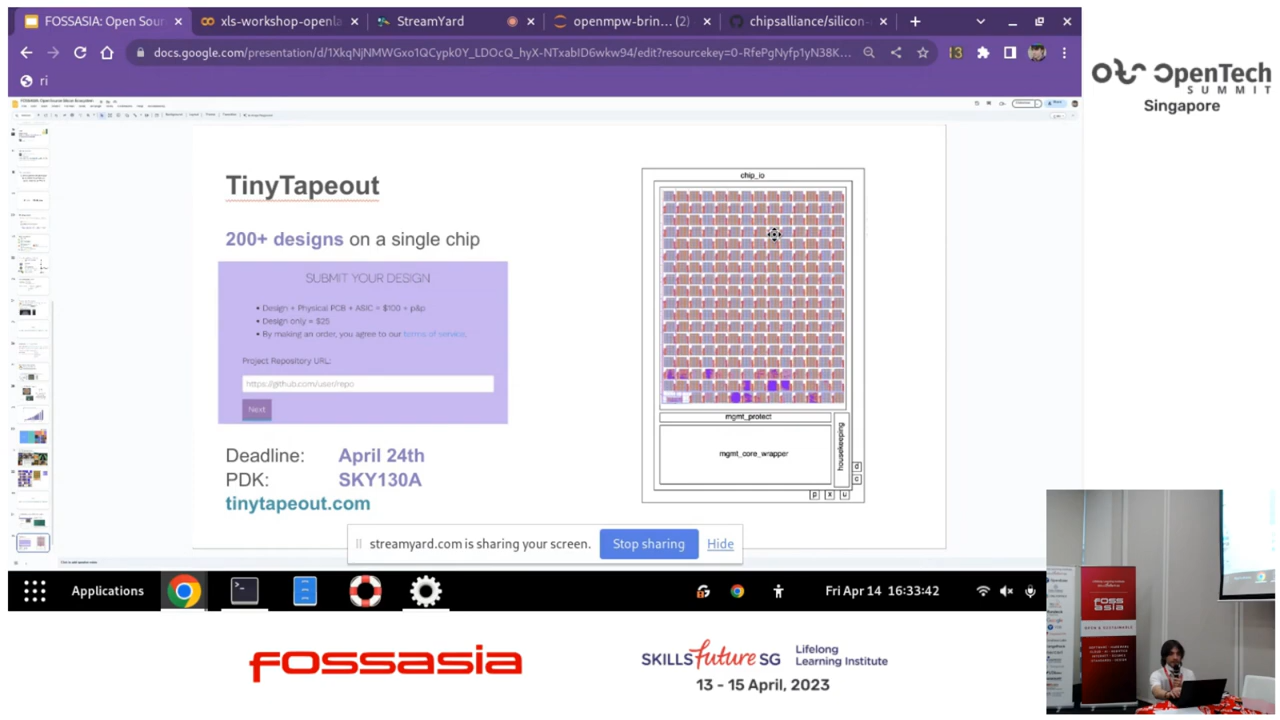 FOSSASIA: Open Sour
xls-workshop-openla
StreamYard
openmpw-brin... (2)
chipsalliance/silicon-
docs.google.com/presentation/d/1XkqNjNMWGxo1QCypk0Y_LDOcQ_hyX-NTxabID6wkw94/edit?resourcekey=0-RfePgNyfp1yN38K...
13
ri
OpenTech
SUMMIT
Singapore
TinyTapeout
200+ designs on a single chip
SUBMIT YOUR DESIGN
• Design + Physical PCB + ASIC = $100 + p&p
• Design only = $25
• By making an order, you agree to our terms of service.
Project Repository URL:
https://github.com/user/repo
Next
Deadline: April 24th
PDK: SKY130A
tinytapeout.com
chip_io
mgmt_protect
mgmt_core_wrapper
housekeeping
d
c
p x u
streamyard.com is sharing your screen.
Stop sharing
Hide
Applications
Fri Apr 14 16:33:42
FOSS
ASIA
fossasia
SKILLS future SG
Lifelong
Learning Institute
13 - 15 April, 2023